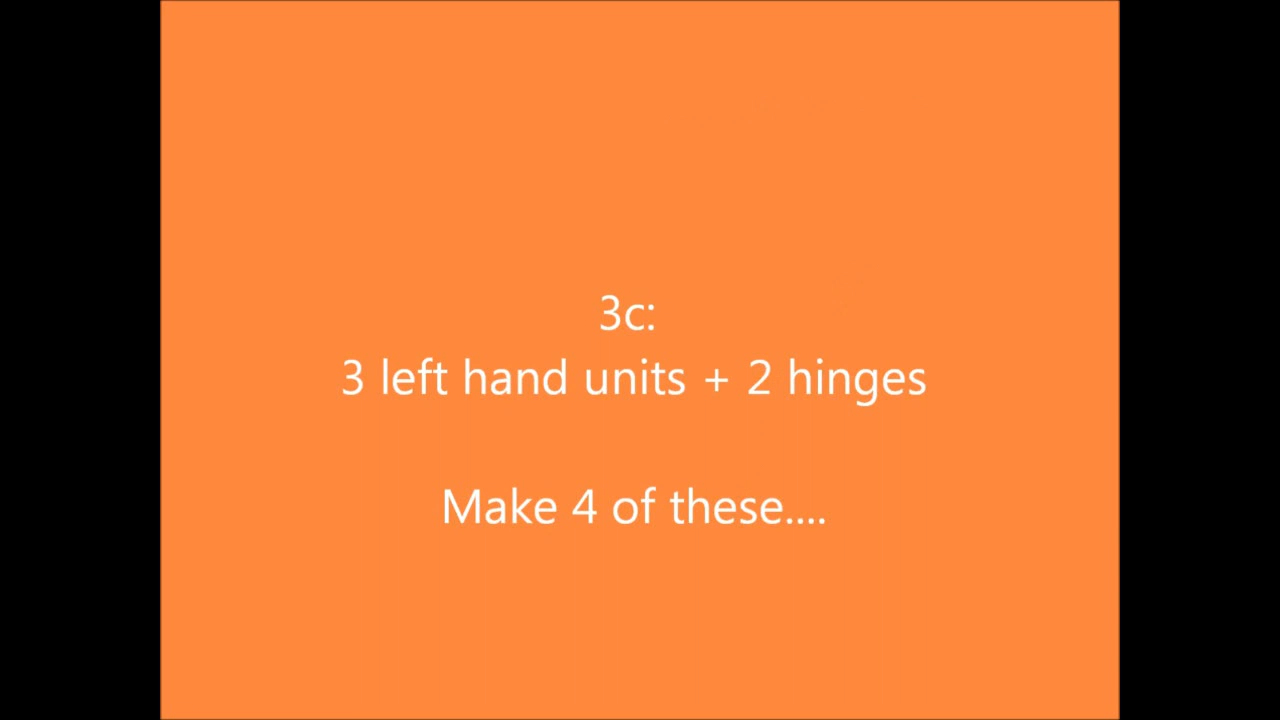 3c:
3 left hand units + 2 hinges
Make 4 of these....